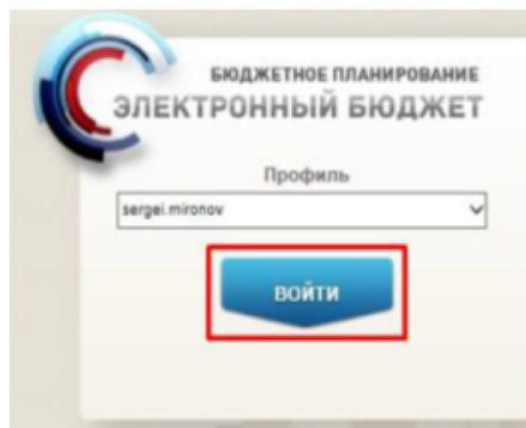 БЮДЖЕТНОЕ ПЛАНИРОВАНИЕ
ЭЛЕКТРОННЫЙ БЮДЖЕТ
Профиль
sergei.mironov
ВОЙТИ